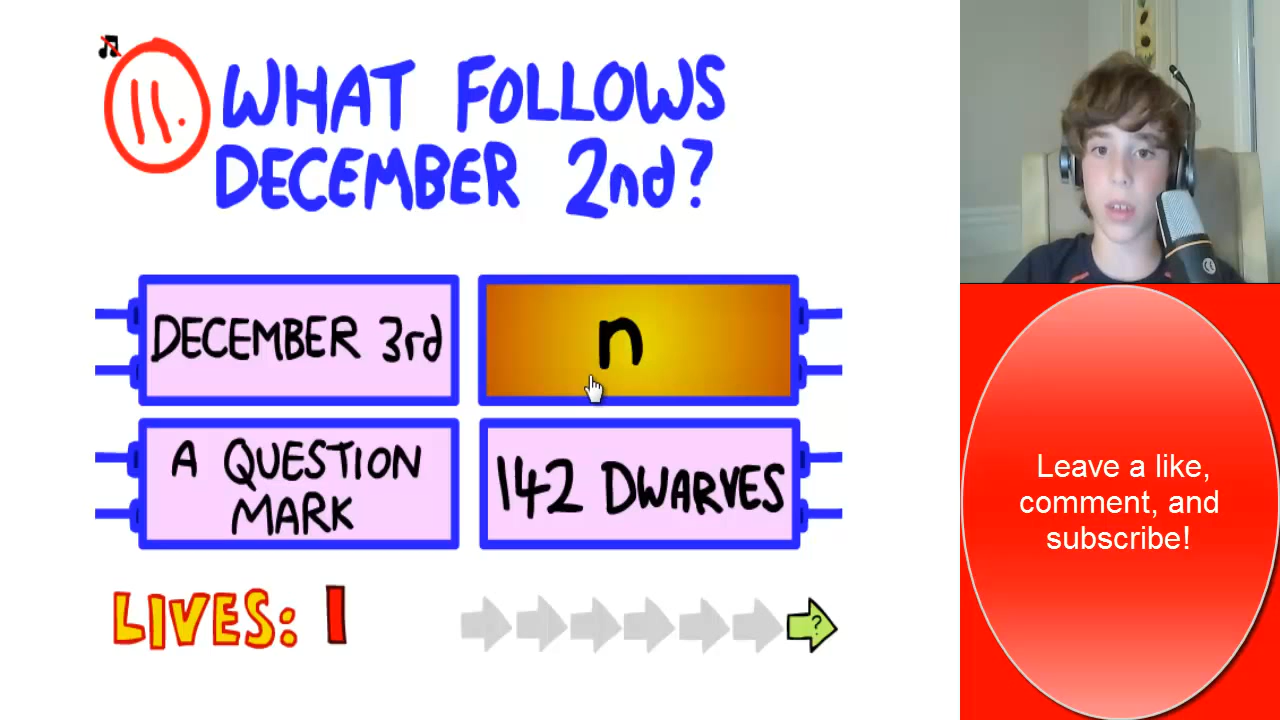 11. WHAT FOLLOWS
DECEMBER 2nd?
DECEMBER 3rd
n
A QUESTION
MARK
142 DWARVES
LIVES: 1
?
Leave a like,
comment, and
subscribe!